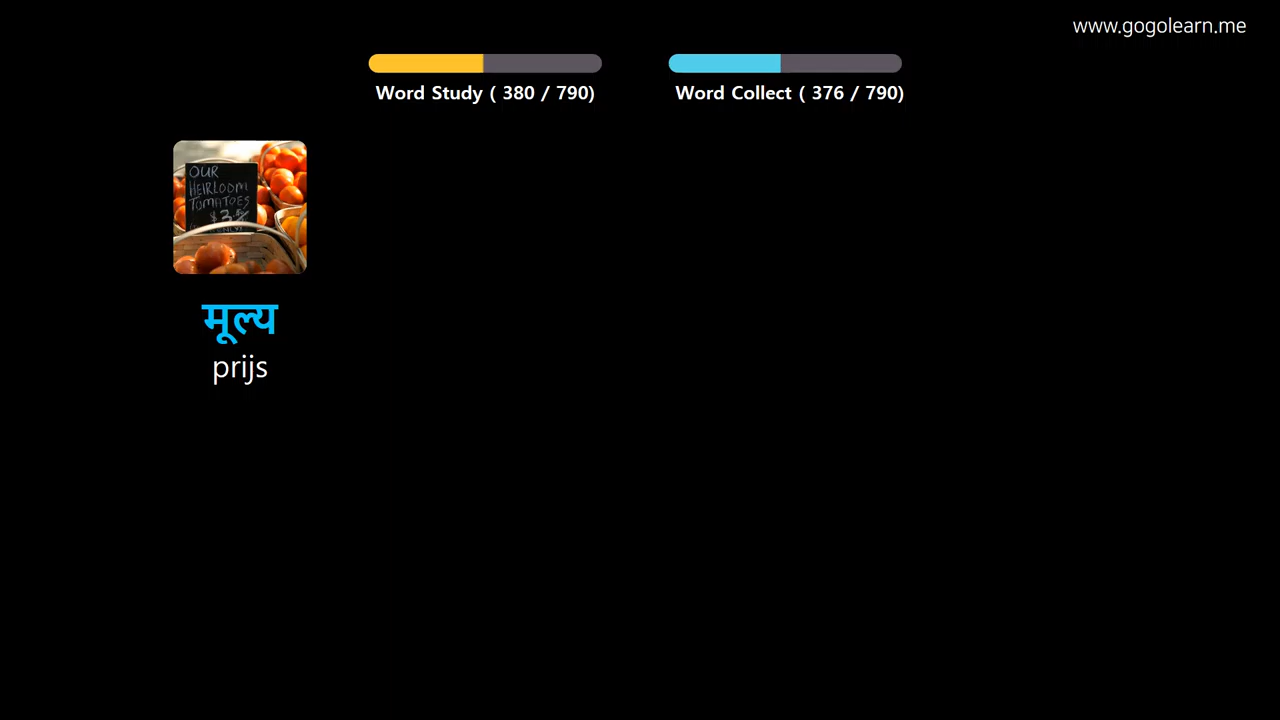 www.gogolearn.me
Word Study ( 380 / 790)
Word Collect ( 376 / 790)
OUR
HEIRLOOM
TOMATOES
मूल्य
prijs